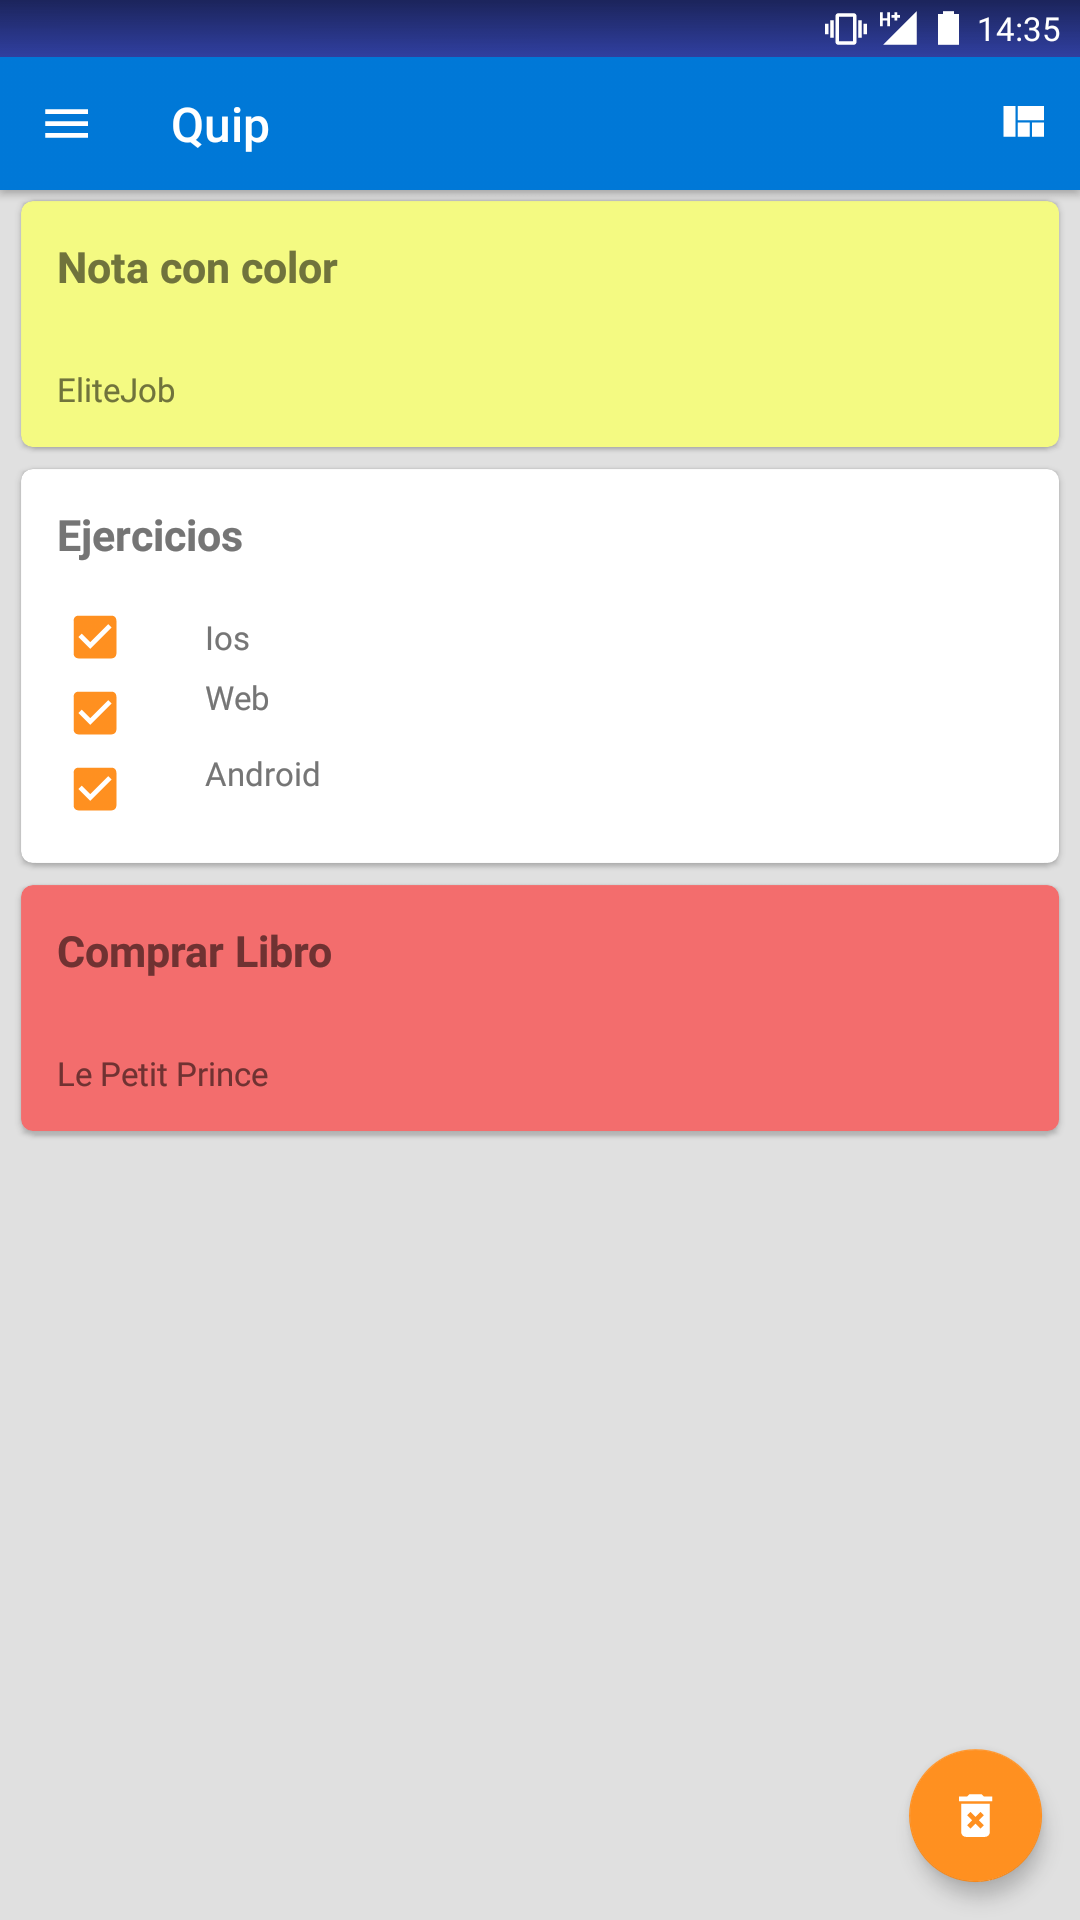 H+ 14:35
Quip
Nota con color
EliteJob
Ejercicios
Ios
Web
Android
Comprar Libro
Le Petit Prince